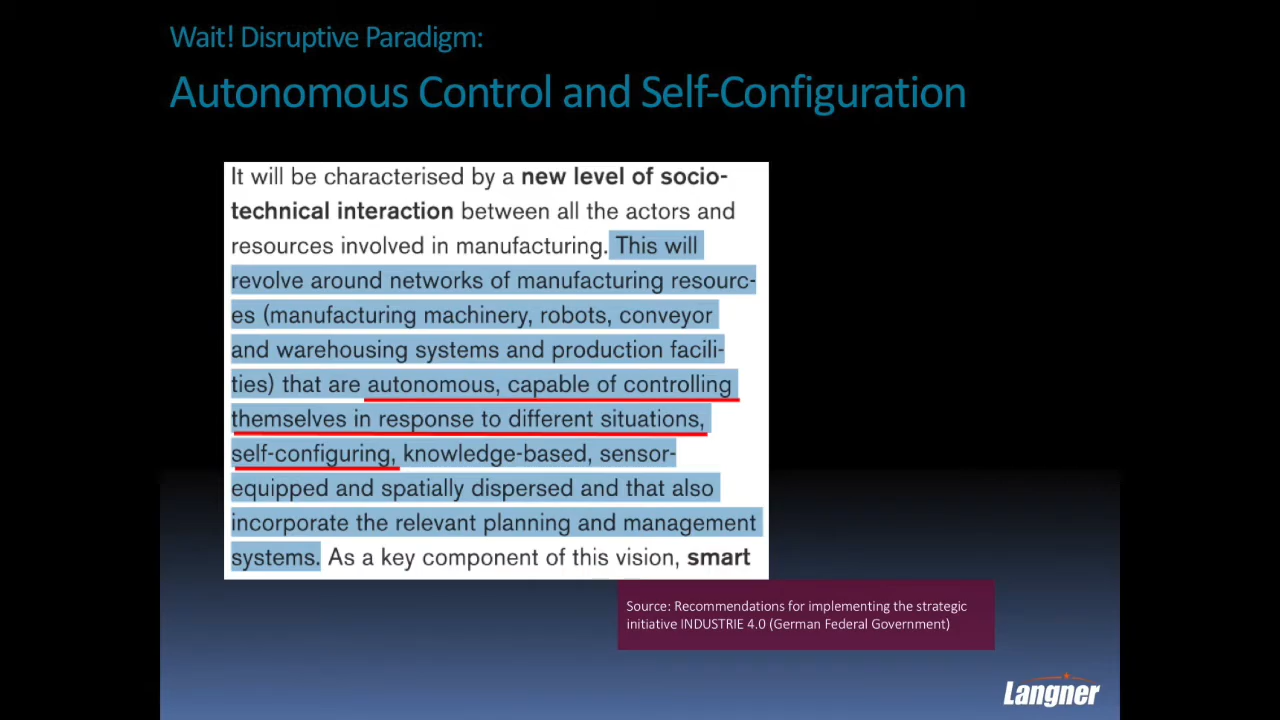 Wait! Disruptive Paradigm:
Autonomous Control and Self-Configuration
It will be characterised by a new level of socio-
technical interaction between all the actors and
resources involved in manufacturing. This will
revolve around networks of manufacturing resourc-
es (manufacturing machinery, robots, conveyor
and warehousing systems and production facili-
ties) that are autonomous, capable of controlling
themselves in response to different situations,
self-configuring, knowledge-based, sensor-
equipped and spatially dispersed and that also
incorporate the relevant planning and management
systems. As a key component of this vision, smart
Source: Recommendations for implementing the strategic
initiative INDUSTRIE 4.0 (German Federal Government)
Langner